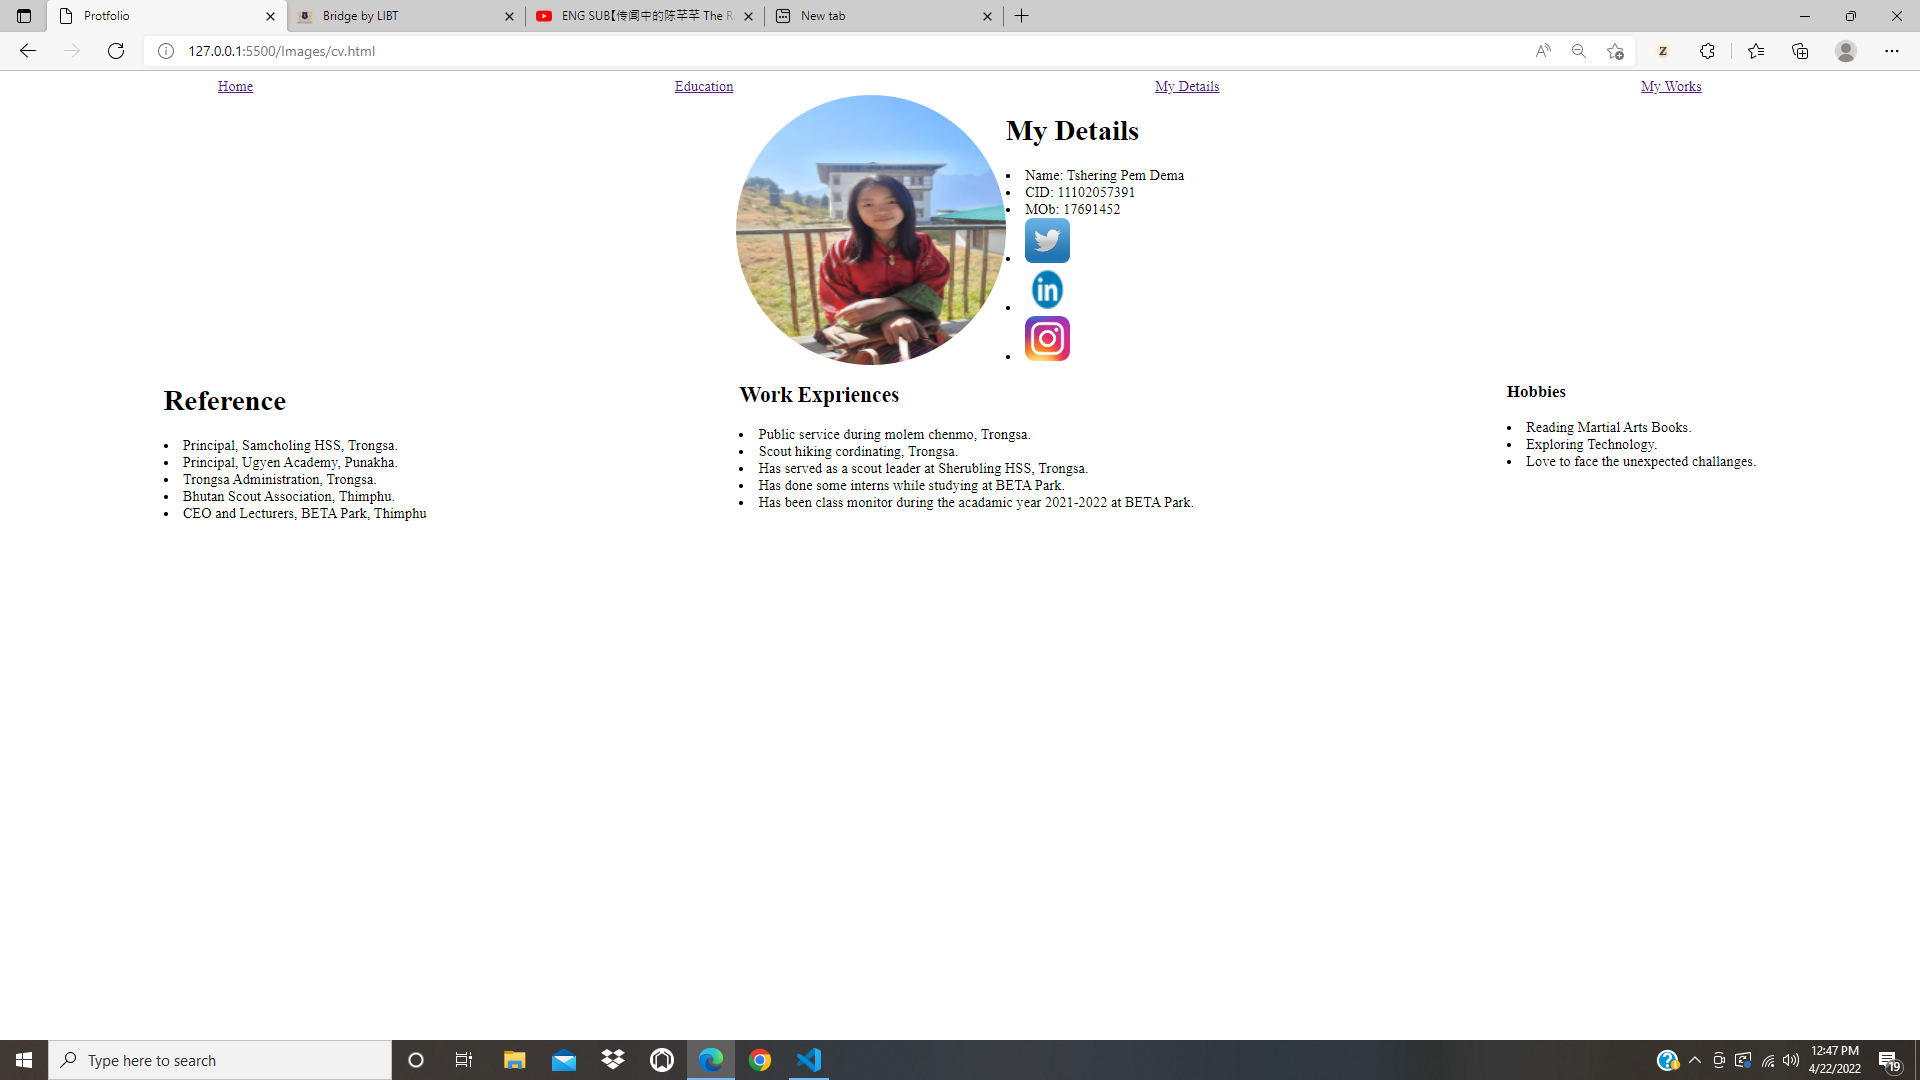 Protfolio
Bridge by LIBT
ENG SUB【传闻中的陈芊芊 The R
New tab
127.0.0.1:5500/Images/cv.html
Home
Education
My Details
My Works
My Details
Name: Tshering Pem Dema
CID: 11102057391
MOb: 17691452
in
Reference
Principal, Samcholing HSS, Trongsa.
Principal, Ugyen Academy, Punakha.
Trongsa Administration, Trongsa.
Bhutan Scout Association, Thimphu.
CEO and Lecturers, BETA Park, Thimphu
Work Expriences
Public service during molem chenmo, Trongsa.
Scout hiking cordinating, Trongsa.
Has served as a scout leader at Sherubling HSS, Trongsa.
Has done some interns while studying at BETA Park.
Has been class monitor during the acadamic year 2021-2022 at BETA Park.
Hobbies
Reading Martial Arts Books.
Exploring Technology.
Love to face the unexpected challanges.
Type here to search
12:47 PM
4/22/2022
19